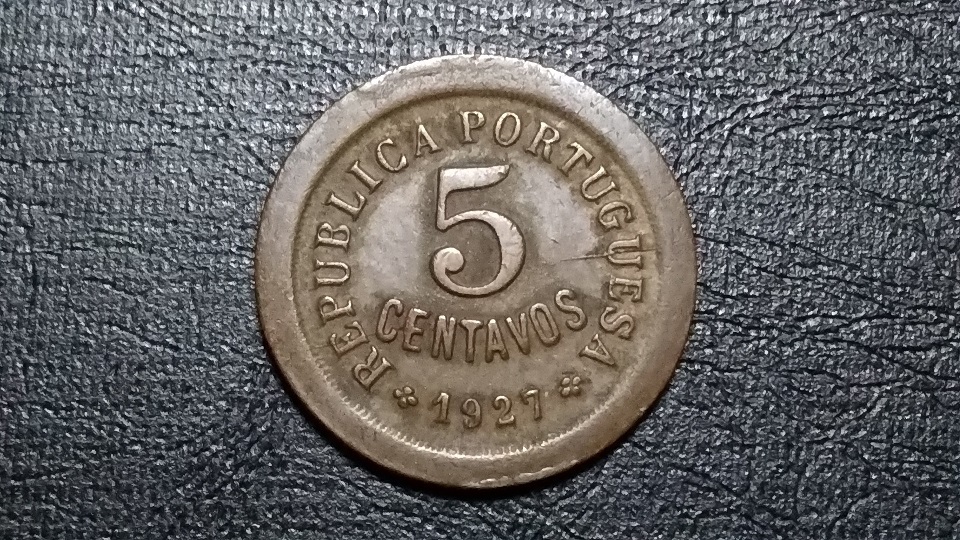 REPUBLICA PORTUGUESA
5
CENTAVOS
1927